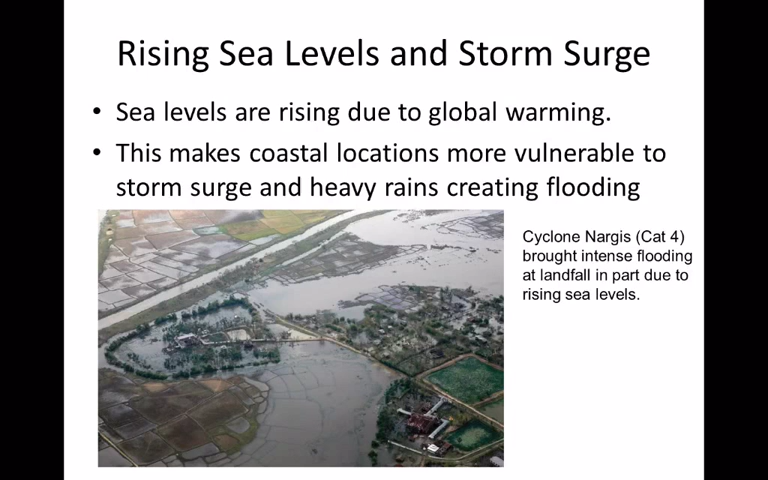 Rising Sea Levels and Storm Surge
• Sea levels are rising due to global warming.
• This makes coastal locations more vulnerable to
storm surge and heavy rains creating flooding
Cyclone Nargis (Cat 4)
brought intense flooding
at landfall in part due to
rising sea levels.